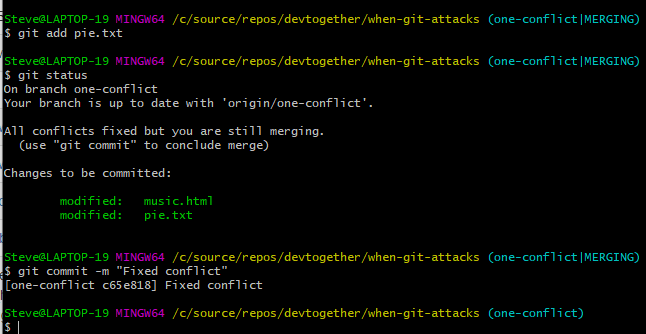 Steve@LAPTOP-19 MINGW64 /c/source/repos/devtogether/when-git-attacks (one-conflict|MERGING)
$ git add pie.txt
Steve@LAPTOP-19 MINGW64 /c/source/repos/devtogether/when-git-attacks (one-conflict|MERGING)
$ git status
On branch one-conflict
Your branch is up to date with 'origin/one-conflict'.
All conflicts fixed but you are still merging.
(use "git commit" to conclude merge)
Changes to be committed:
modified: music.html
modified: pie.txt
Steve@LAPTOP-19 MINGW64 /c/source/repos/devtogether/when-git-attacks (one-conflict|MERGING)
$ git commit -m "Fixed conflict"
[one-conflict c65e818] Fixed conflict
Steve@LAPTOP-19 MINGW64 /c/source/repos/devtogether/when-git-attacks (one-conflict)
$